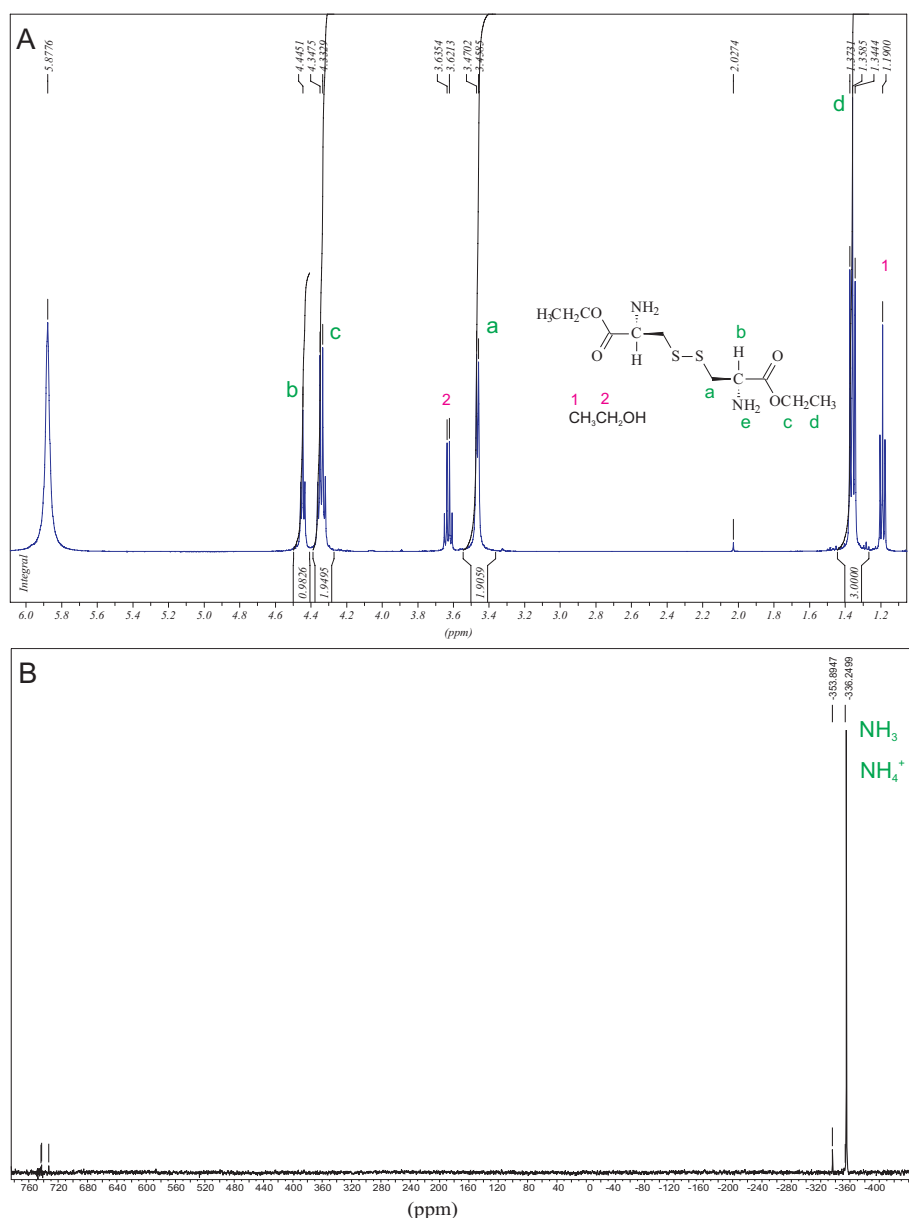 A
5.8776
4.4451
4.3475
4.3329
3.6354
3.6213
3.4702
3.4585
2.0274
1.3731
1.3585
1.3444
1.1900
d
1
c
a
b
2
H₃CH₂CO
NH₂
O
H
S
S
b
H
O
a
NH₂
OCH₂CH₃
e
c
d
1
2
CH₃CH₂OH
Integral
0.9826
1.9495
1.9059
3.0000
6.0 5.8 5.6 5.4 5.2 5.0 4.8 4.6 4.4 4.2 4.0 3.8 3.6 3.4 3.2 3.0 2.8 2.6 2.4 2.2 2.0 1.8 1.6 1.4 1.2
(ppm)
B
-353.8947
-336.2499
NH₃
NH₄⁺
760 720 680 640 600 560 520 480 440 400 360 320 280 240 200 160 120 80 40 0 -40 -80 -120 -160 -200 -240 -280 -320 -360 -400
(ppm)